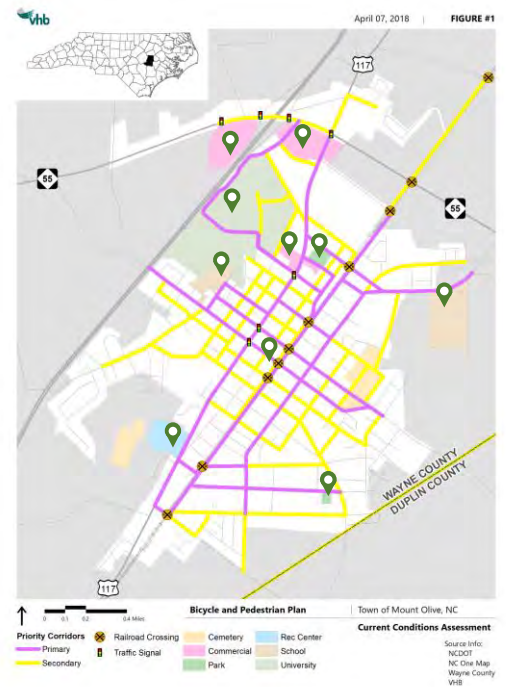 vhb
April 07, 2018 | FIGURE #1
117
55
55
WAYNE COUNTY
DUPLIN COUNTY
117
0 0.1 0.2 0.4 Miles
Bicycle and Pedestrian Plan
Town of Mount Olive, NC
Current Conditions Assessment
Priority Corridors
Primary
Secondary
Railroad Crossing
Traffic Signal
Cemetery
Commercial
Park
Rec Center
School
University
Source Info:
NCDOT
NC One Map
Wayne County
VHB